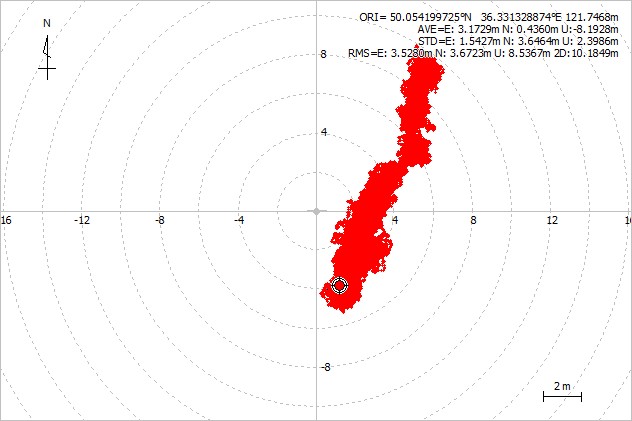 ORI= 50.054199725°N 36.331328874°E 121.7468m
AVE=E: 3.1729m N: 0.4360m U:-8.1928m
STD=E: 1.5427m N: 3.6464m U: 2.3986m
RMS=E: 3.5280m N: 3.6723m U: 8.5367m 2D:10.1849m
N
8
4
16 -12 -8 -4 4 8 12 1
-8
2 m